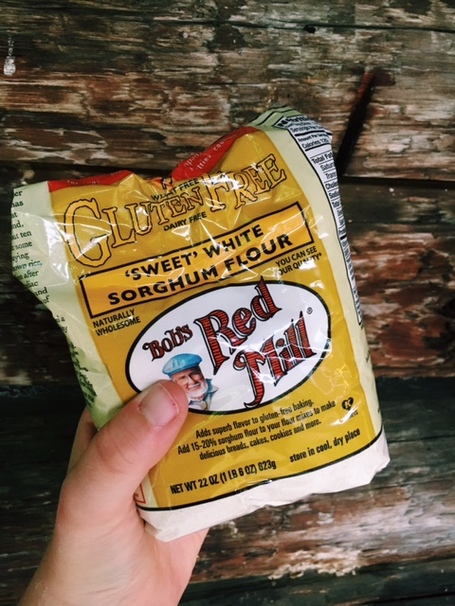 WHEAT FREE
GLUTEN FREE
DAIRY FREE
'SWEET' WHITE
SORGHUM FLOUR
NATURALLY
WHOLESOME
YOU CAN SEE
OUR QUALITY
Bob's
Red
Mill®
Adds superb flavor to gluten-free baking.
Add 15-20% sorghum flour to your flour mixes to make
delicious breads, cakes, cookies and more.
NET WT 22 OZ (1 LB 6 OZ) 623g
store in cool, dry place